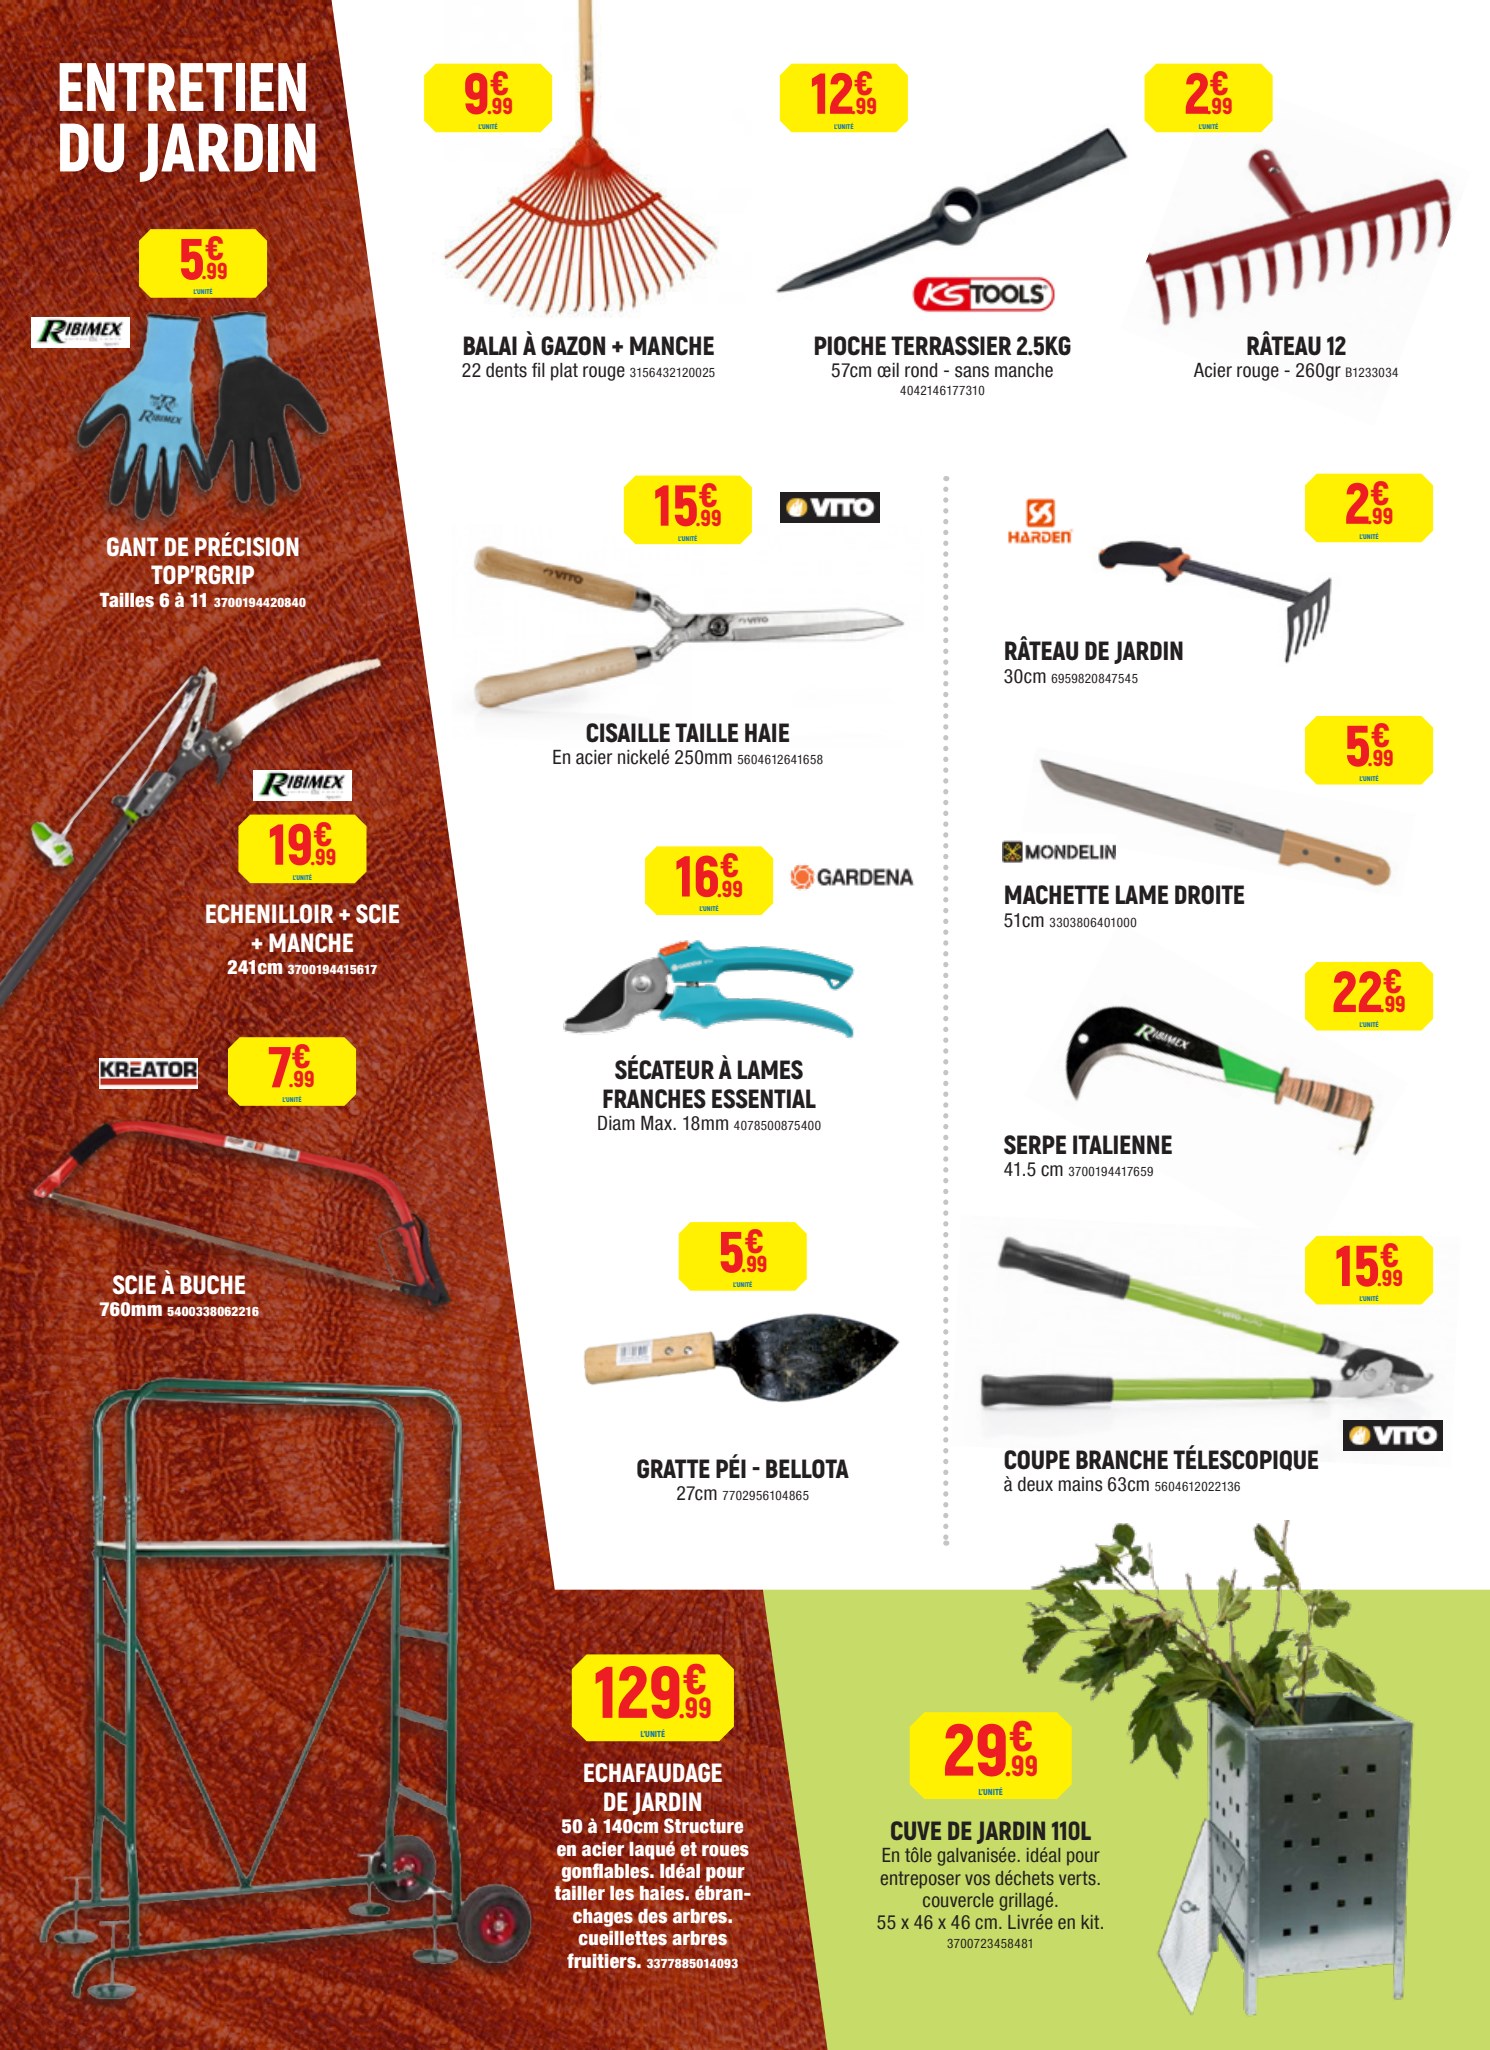 ENTRETIEN
DU JARDIN
5€.99
L'UNITÉ
RIBIMEX
RIBIMEX
GANT DE PRÉCISION
TOP'RGRIP
Tailles 6 à 11 3700194420840
RIBIMEX
19€.99
L'UNITÉ
ECHENILLOIR + SCIE
+ MANCHE
241cm 3700194415617
KREATOR
7€.99
L'UNITÉ
SCIE À BUCHE
760mm 5400338062216
9€.99
L'UNITÉ
BALAI À GAZON + MANCHE
22 dents fil plat rouge 3156432120025
12€.99
L'UNITÉ
KS TOOLS
PIOCHE TERRASSIER 2.5KG
57cm œil rond - sans manche
4042146177310
2€.99
L'UNITÉ
RÂTEAU 12
Acier rouge - 260gr B1233034
15€.99
L'UNITÉ
VITO
VITO
VITO
CISAILLE TAILLE HAIE
En acier nickelé 250mm 5604612641658
16€.99
L'UNITÉ
GARDENA
GARDENA
SÉCATEUR À LAMES
FRANCHES ESSENTIAL
Diam Max. 18mm 4078500875400
5€.99
L'UNITÉ
GRATTE PÉI - BELLOTA
27cm 7702956104865
HARDEN
2€.99
L'UNITÉ
RÂTEAU DE JARDIN
30cm 6959820847545
5€.99
L'UNITÉ
MONDELIN
MACHETTE LAME DROITE
51cm 3303806401000
22€.99
L'UNITÉ
RIBIMEX
SERPE ITALIENNE
41.5 cm 3700194417659
15€.99
L'UNITÉ
VITO
VITO
COUPE BRANCHE TÉLESCOPIQUE
à deux mains 63cm 5604612022136
129€.99
L'UNITÉ
ECHAFAUDAGE
DE JARDIN
50 à 140cm Structure
en acier laqué et roues
gonflables. Idéal pour
tailler les haies. ébran-
chages des arbres.
cueillettes arbres
fruitiers. 3377885014093
29€.99
L'UNITÉ
CUVE DE JARDIN 110L
En tôle galvanisée. idéal pour
entreposer vos déchets verts.
couvercle grillagé.
55 x 46 x 46 cm. Livrée en kit.
3700723458481